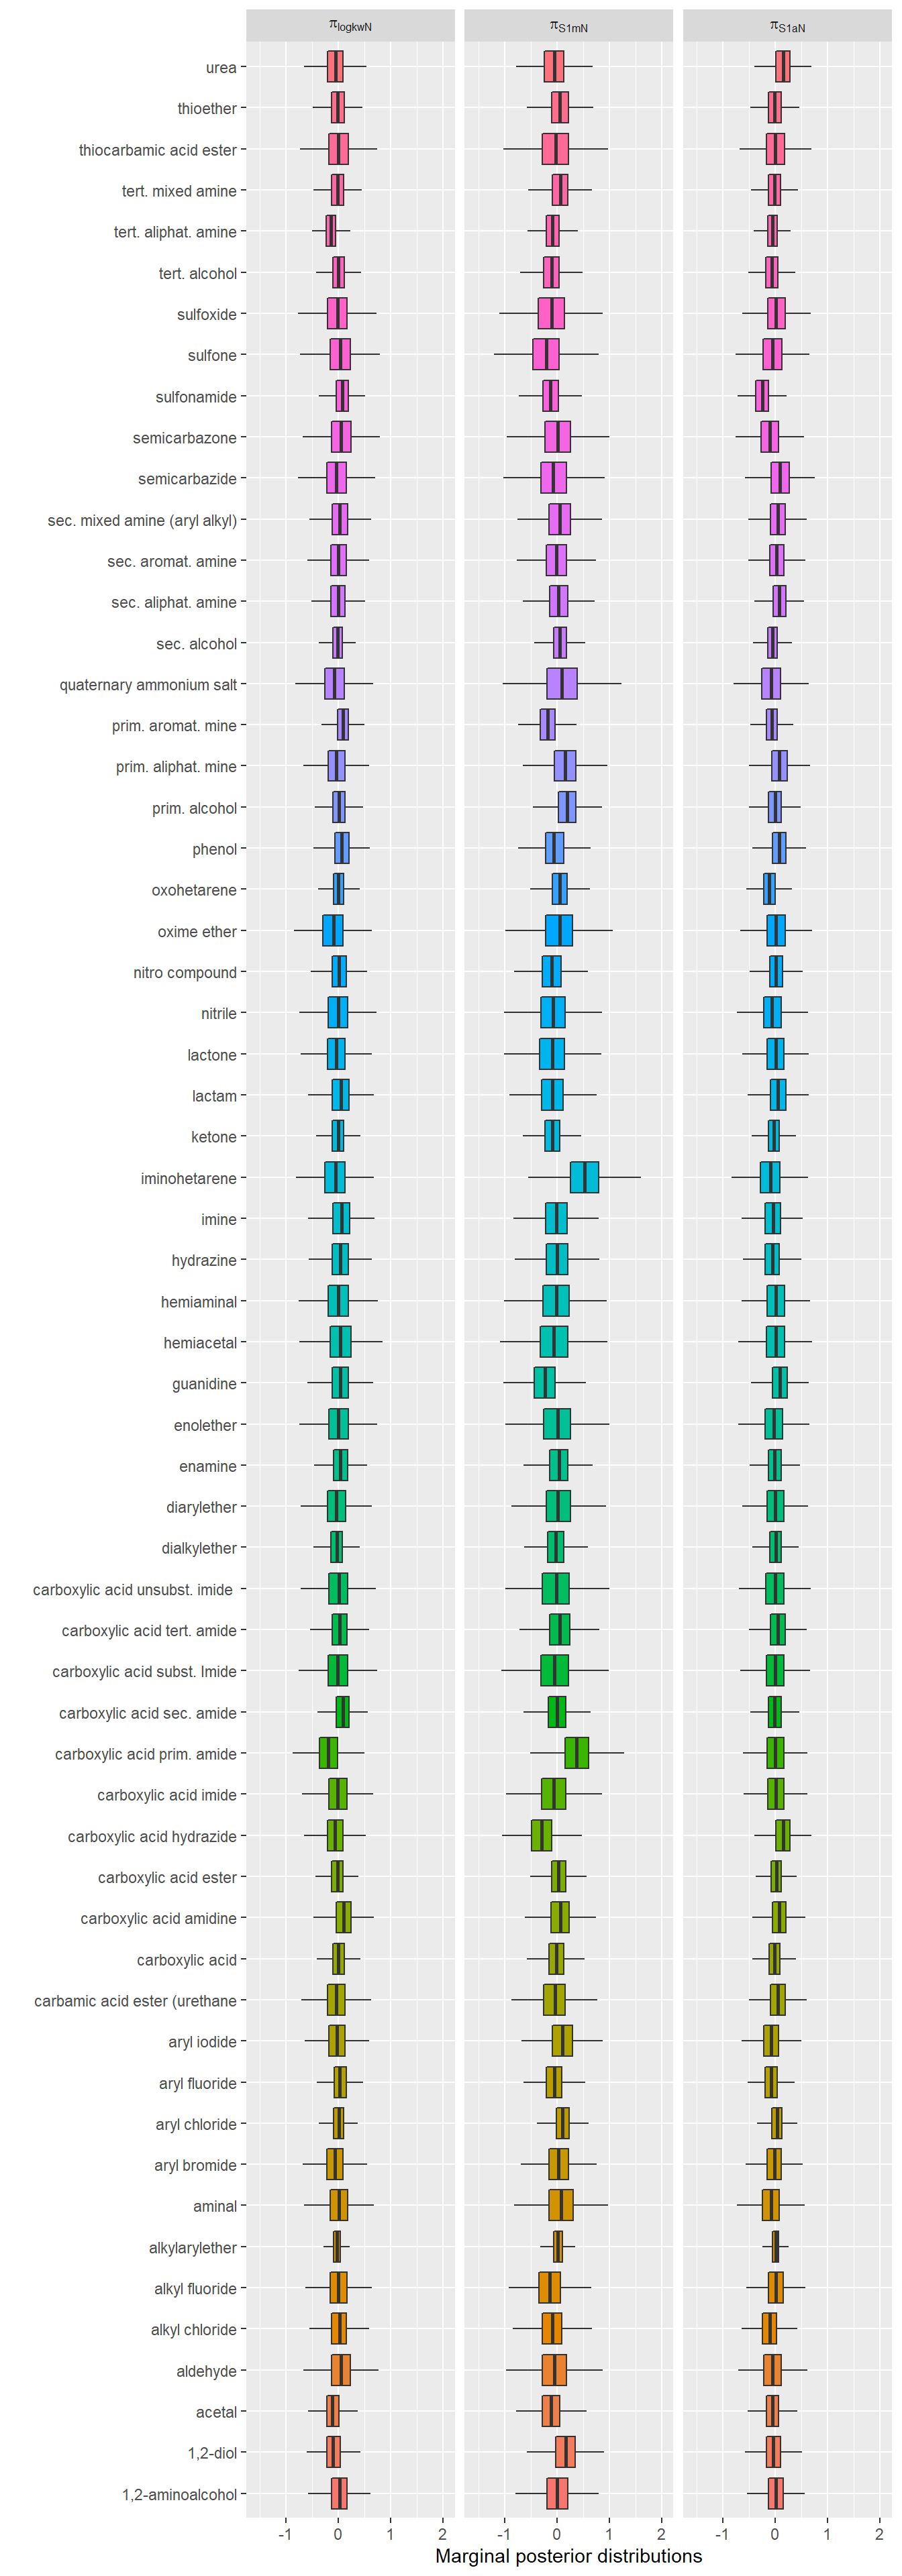 πlogkwN πS1mN πS1aN
urea
thioether
thiocarbamic acid ester
tert. mixed amine
tert. aliphat. amine
tert. alcohol
sulfoxide
sulfone
sulfonamide
semicarbazone
semicarbazide
sec. mixed amine (aryl alkyl)
sec. aromat. amine
sec. aliphat. amine
sec. alcohol
quaternary ammonium salt
prim. aromat. mine
prim. aliphat. mine
prim. alcohol
phenol
oxohetarene
oxime ether
nitro compound
nitrile
lactone
lactam
ketone
iminohetarene
imine
hydrazine
hemiaminal
hemiacetal
guanidine
enolether
enamine
diarylether
dialkylether
carboxylic acid unsubst. imide
carboxylic acid tert. amide
carboxylic acid subst. Imide
carboxylic acid sec. amide
carboxylic acid prim. amide
carboxylic acid imide
carboxylic acid hydrazide
carboxylic acid ester
carboxylic acid amidine
carboxylic acid
carbamic acid ester (urethane
aryl iodide
aryl fluoride
aryl chloride
aryl bromide
aminal
alkylarylether
alkyl fluoride
alkyl chloride
aldehyde
acetal
1,2-diol
1,2-aminoalcohol
-1 0 1 2 -1 0 1 2 -1 0 1 2
Marginal posterior distributions